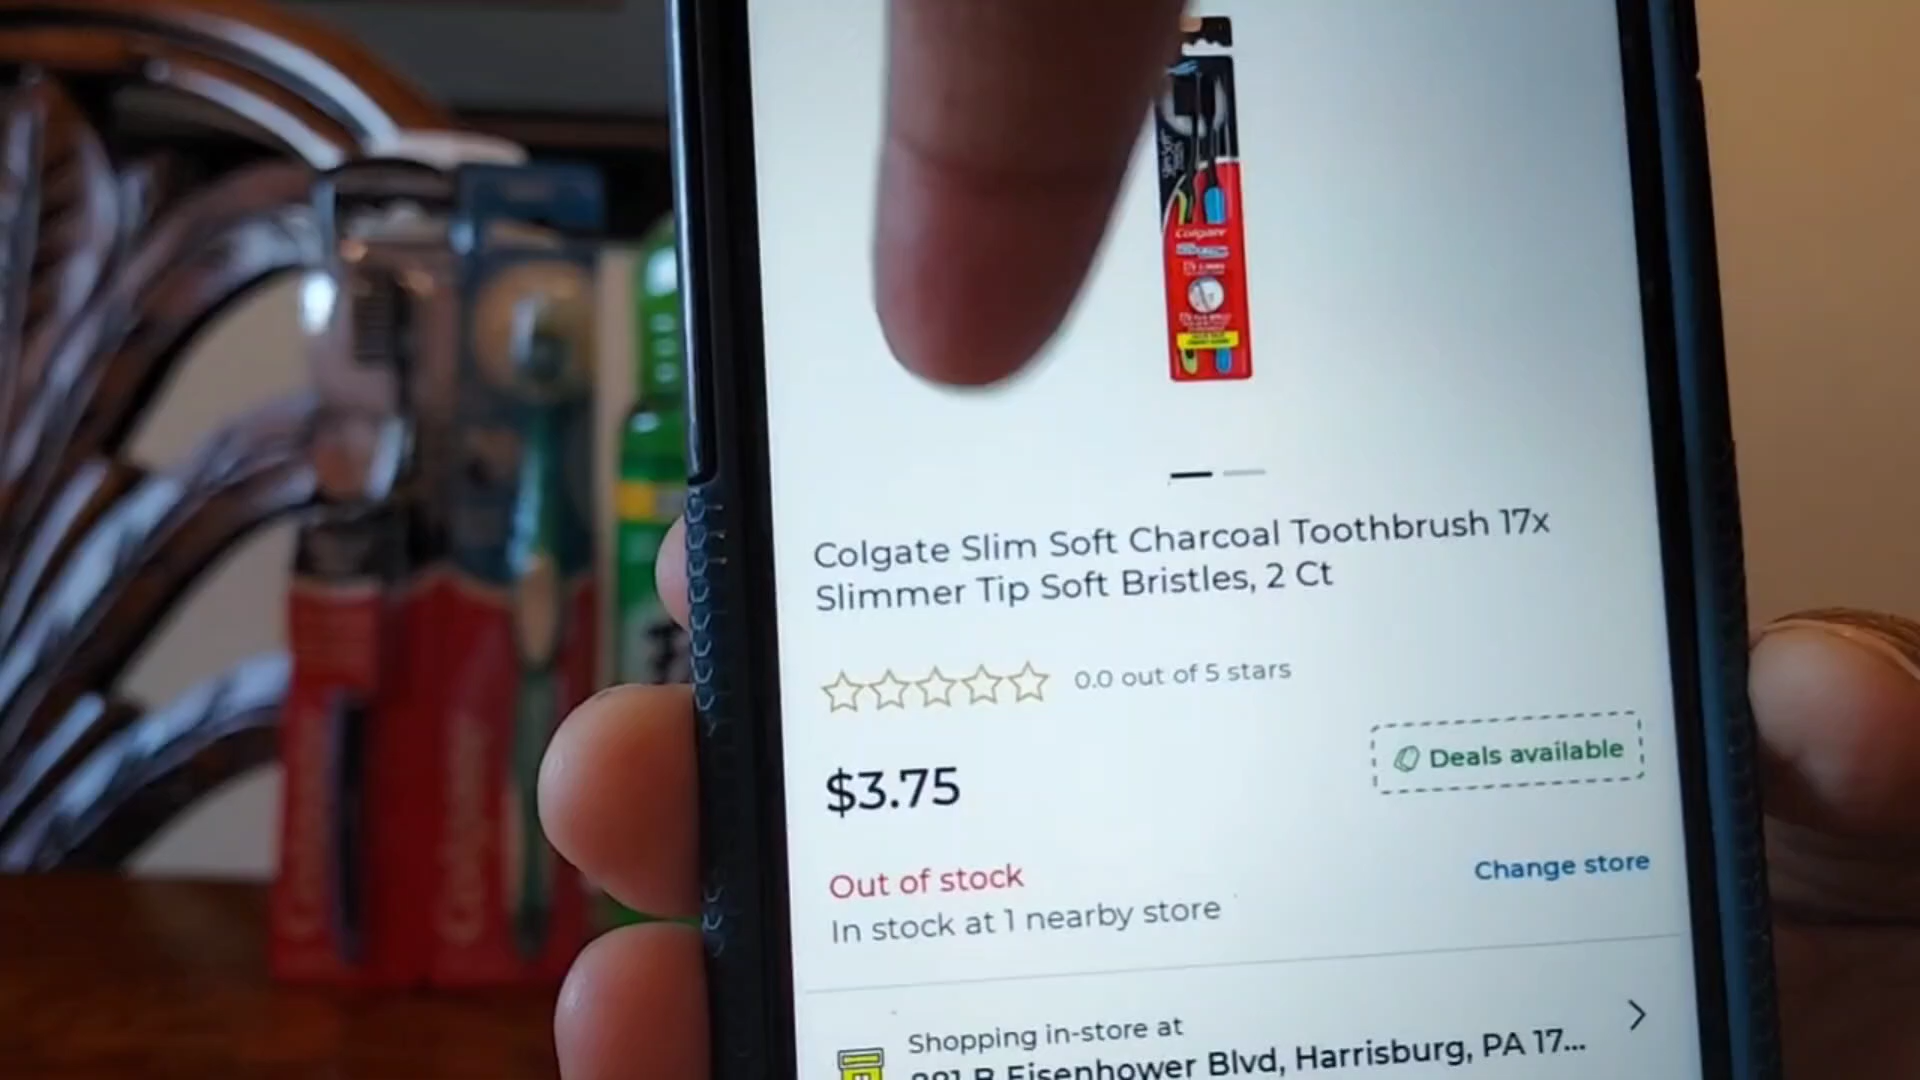 Colgate
Colgate Slim Soft Charcoal Toothbrush 17x
Slimmer Tip Soft Bristles, 2 Ct
0.0 out of 5 stars
$3.75
Deals available
Out of stock
Change store
In stock at 1 nearby store
Shopping in-store at
Eisenhower Blvd, Harrisburg, PA 17...